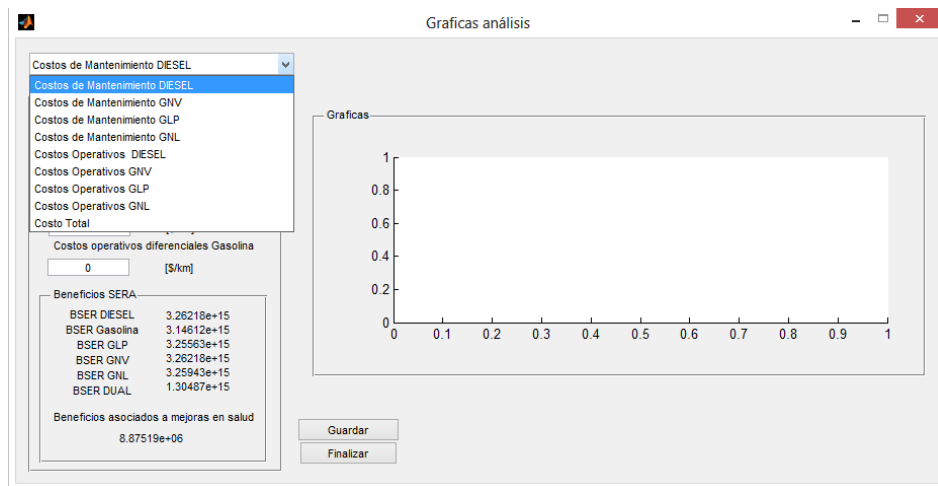 Graficas análisis
Costos de Mantenimiento DIESEL
Costos de Mantenimiento DIESEL
Costos de Mantenimiento GNV
Costos de Mantenimiento GLP
Costos de Mantenimiento GNL
Costos Operativos  DIESEL
Costos Operativos GNV
Costos Operativos GLP
Costos Operativos GNL
Costo Total
Costos operativos diferenciales Gasolina
0 [$/km]
Beneficios SERA
BSER DIESEL 3.26218e+15
BSER Gasolina 3.14612e+15
BSER GLP 3.25563e+15
BSER GNV 3.26218e+15
BSER GNL 3.25943e+15
BSER DUAL 1.30487e+15
Beneficios asociados a mejoras en salud
8.87519e+06
Graficas
1
0.8
0.6
0.4
0.2
0
0 0.1 0.2 0.3 0.4 0.5 0.6 0.7 0.8 0.9 1
Guardar
Finalizar